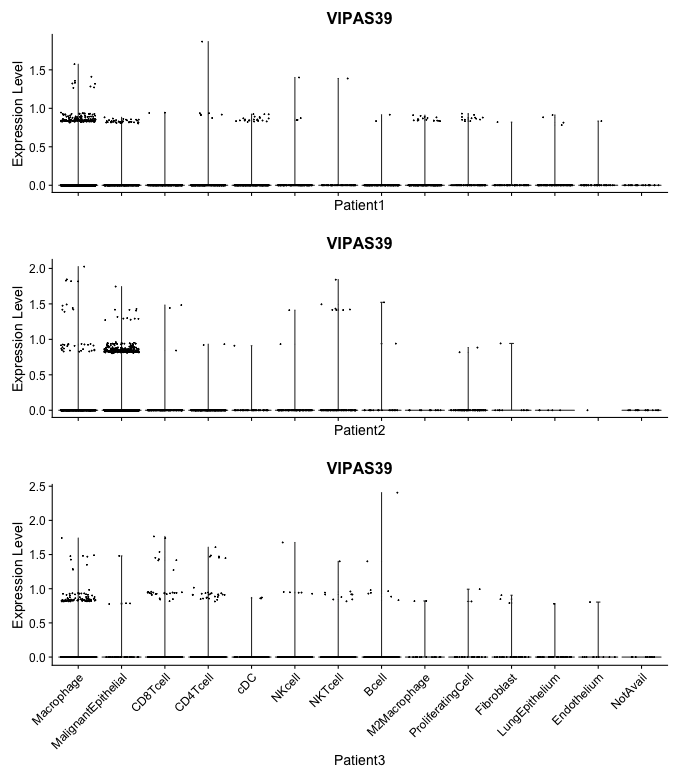 VIPAS39
Expression Level
1.5
1.0
0.5
0.0
Patient1
VIPAS39
Expression Level
2.0
1.5
1.0
0.5
0.0
Patient2
VIPAS39
Expression Level
2.5
2.0
1.5
1.0
0.5
0.0
Macrophage
MalignantEpithelial
CD8Tcell
CD4Tcell
cDC
NKcell
NKTcell
Bcell
M2Macrophage
ProliferatingCell
Fibroblast
LungEpithelium
Endothelium
NotAvail
Patient3